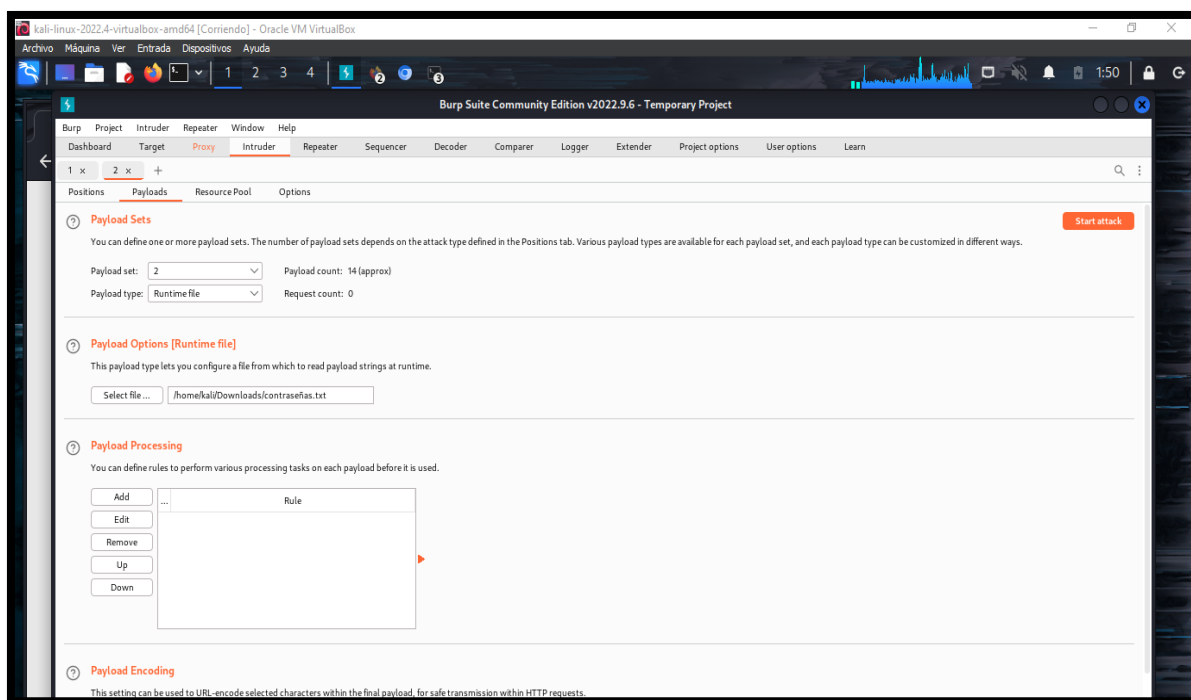 kali-linux-2022.4-virtualbox-amd64 [Corriendo] - Oracle VM VirtualBox
Archivo Máquina Ver Entrada Dispositivos Ayuda
1 2 3 4 2 3 1:50
Burp Suite Community Edition v2022.9.6 - Temporary Project
Burp Project Intruder Repeater Window Help
Dashboard Target Proxy Intruder Repeater Sequencer Decoder Comparer Logger Extender Project options User options Learn
1 × 2 × +
Positions Payloads Resource Pool Options
? Payload Sets Start attack
You can define one or more payload sets. The number of payload sets depends on the attack type defined in the Positions tab. Various payload types are available for each payload set, and each payload type can be customized in different ways.
Payload set: 2 Payload count: 14 (approx)
Payload type: Runtime file Request count: 0
? Payload Options [Runtime file]
This payload type lets you configure a file from which to read payload strings at runtime.
Select file ... /home/kali/Downloads/contraseñas.txt
? Payload Processing
You can define rules to perform various processing tasks on each payload before it is used.
Add ... Rule
Edit
Remove
Up
Down
? Payload Encoding
This setting can be used to URL-encode selected characters within the final payload, for safe transmission within HTTP requests.